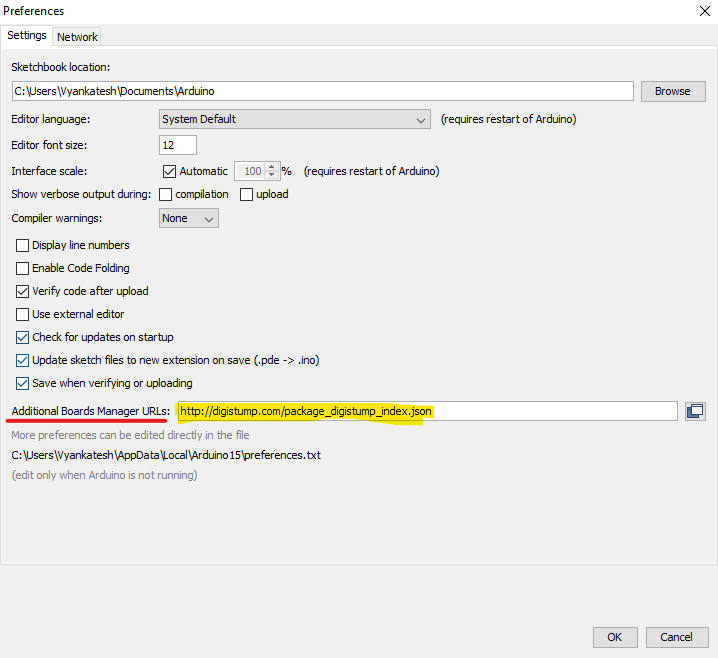 Preferences
Settings Network
Sketchbook location:
C:\Users\Vyankatesh\Documents\Arduino Browse
Editor language: System Default (requires restart of Arduino)
Editor font size: 12
Interface scale: Automatic 100 % (requires restart of Arduino)
Show verbose output during: compilation upload
Compiler warnings: None
Display line numbers
Enable Code Folding
Verify code after upload
Use external editor
Check for updates on startup
Update sketch files to new extension on save (.pde -> .ino)
Save when verifying or uploading
Additional Boards Manager URLs: http://digistump.com/package_digistump_index.json
More preferences can be edited directly in the file
C:\Users\Vyankatesh\AppData\Local\Arduino15\preferences.txt
(edit only when Arduino is not running)
OK Cancel